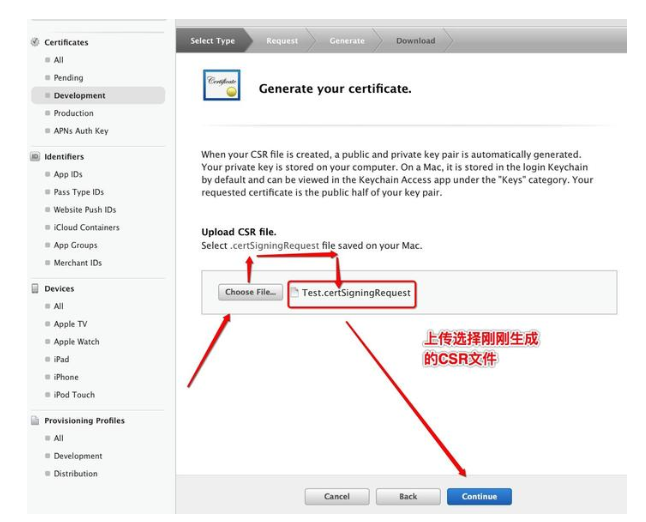 Certificates
All
Pending
Development
Production
APNs Auth Key
Identifiers
App IDs
Pass Type IDs
Website Push IDs
iCloud Containers
App Groups
Merchant IDs
Devices
All
Apple TV
Apple Watch
iPad
iPhone
iPod Touch
Provisioning Profiles
All
Development
Distribution
Select Type Request Generate Download
Certificate
Generate your certificate.
When your CSR file is created, a public and private key pair is automatically generated.
Your private key is stored on your computer. On a Mac, it is stored in the login Keychain
by default and can be viewed in the Keychain Access app under the "Keys" category. Your
requested certificate is the public half of your key pair.
Upload CSR file.
Select .certSigningRequest file saved on your Mac.
Choose File... Test.certSigningRequest
上传选择刚刚生成
的CSR文件
Cancel Back Continue